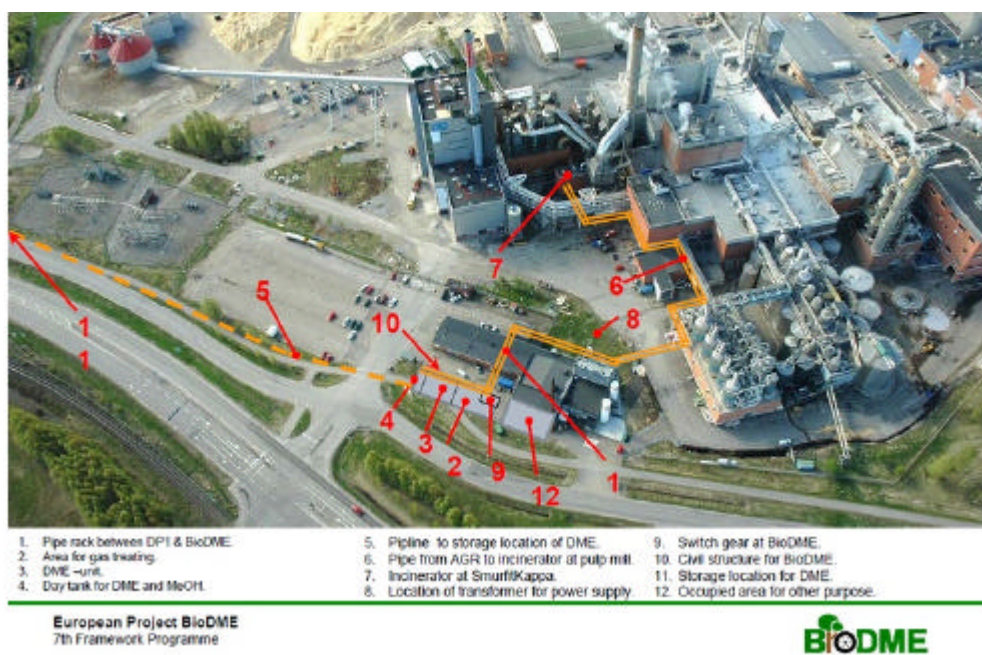 7
6
5
8
10
1
1
4
3
2
9
12
1
1. Pipe rack between DP1 & BioDME.
2. Area for gas treating.
3. DME –unit.
4. Day tank for DME and MeOH.
5. Pipline to storage location of DME.
6. Pipe from AGR to incinerator at pulp mill.
7. Incinerator at SmurfitKappa.
8. Location of transformer for power supply.
9. Switch gear at BioDME.
10. Civil structure for BioDME.
11. Storage location for DME.
12. Occupied area for other purpose.
European Project BioDME
7th Framework Programme
BioDME